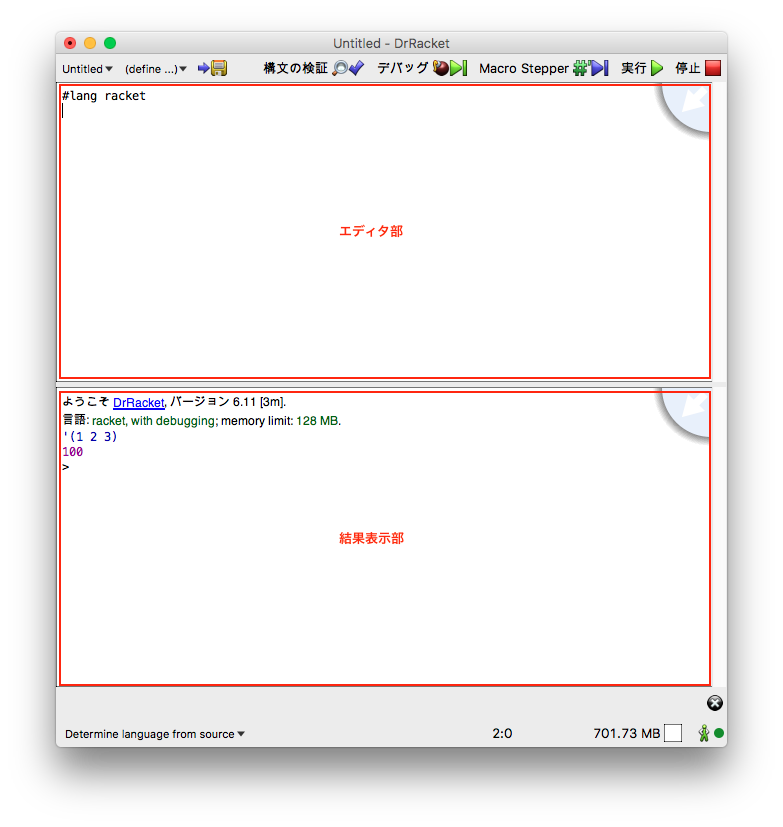 Untitled - DrRacket
Untitled (define ...) 構文の検証 デバッグ Macro Stepper 実行 停止
#lang racket
エディタ部
ようこそ DrRacket, バージョン 6.11 [3m].
言語: racket, with debugging; memory limit: 128 MB.
'(1 2 3)
100
>
結果表示部
Determine language from source 2:0 701.73 MB